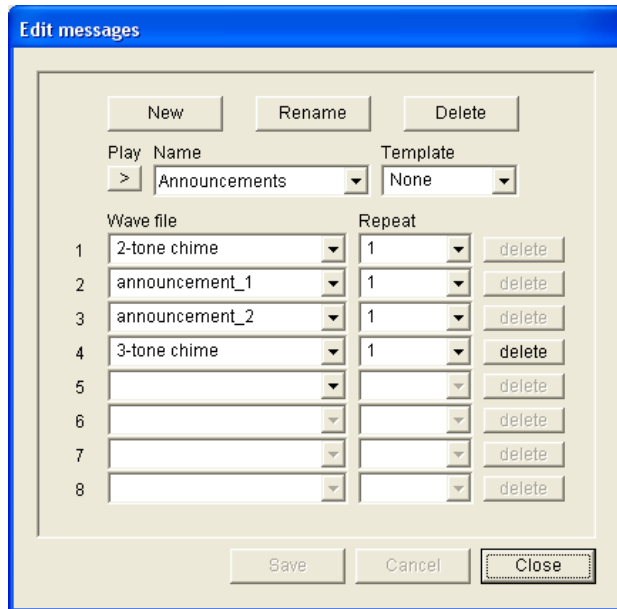 Edit messages
New Rename Delete
Play Name Template
> Announcements None
Wave file Repeat
1 2-tone chime 1 delete
2 announcement_1 1 delete
3 announcement_2 1 delete
4 3-tone chime 1 delete
5 delete
6 delete
7 delete
8 delete
Save Cancel Close